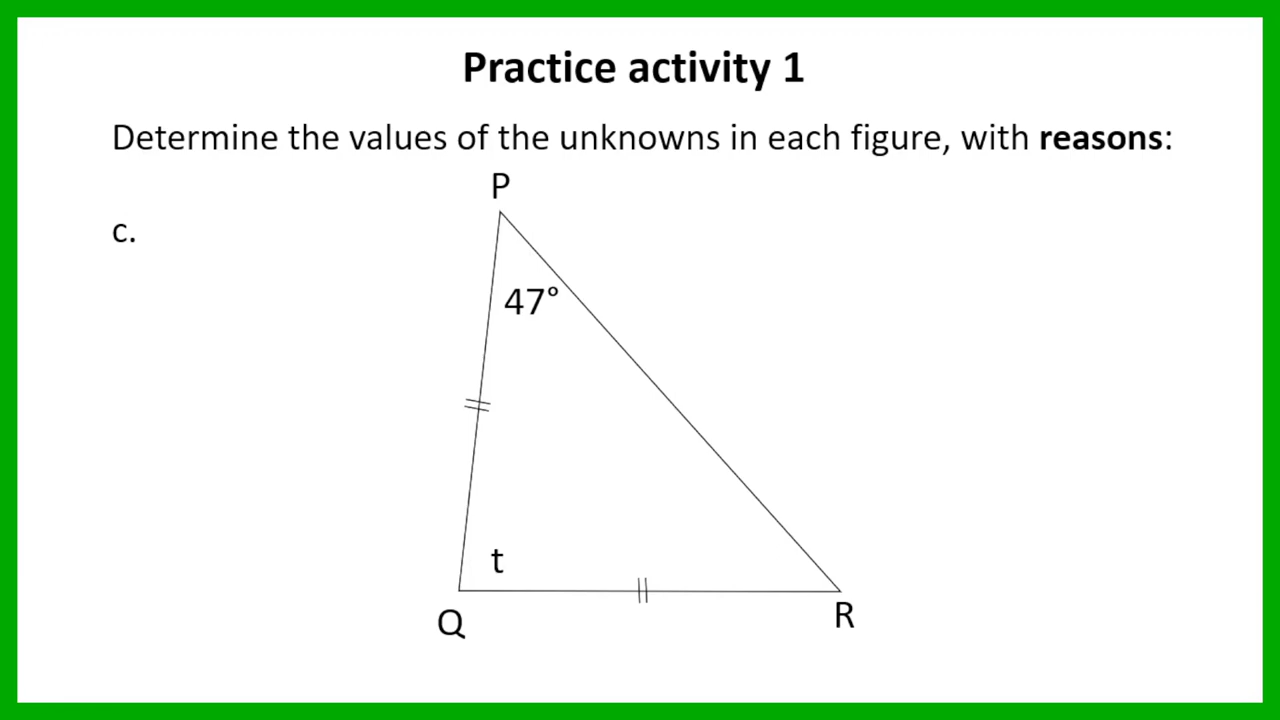 Practice activity 1
Determine the values of the unknowns in each figure, with reasons:
P
c.
47°
t
Q
R